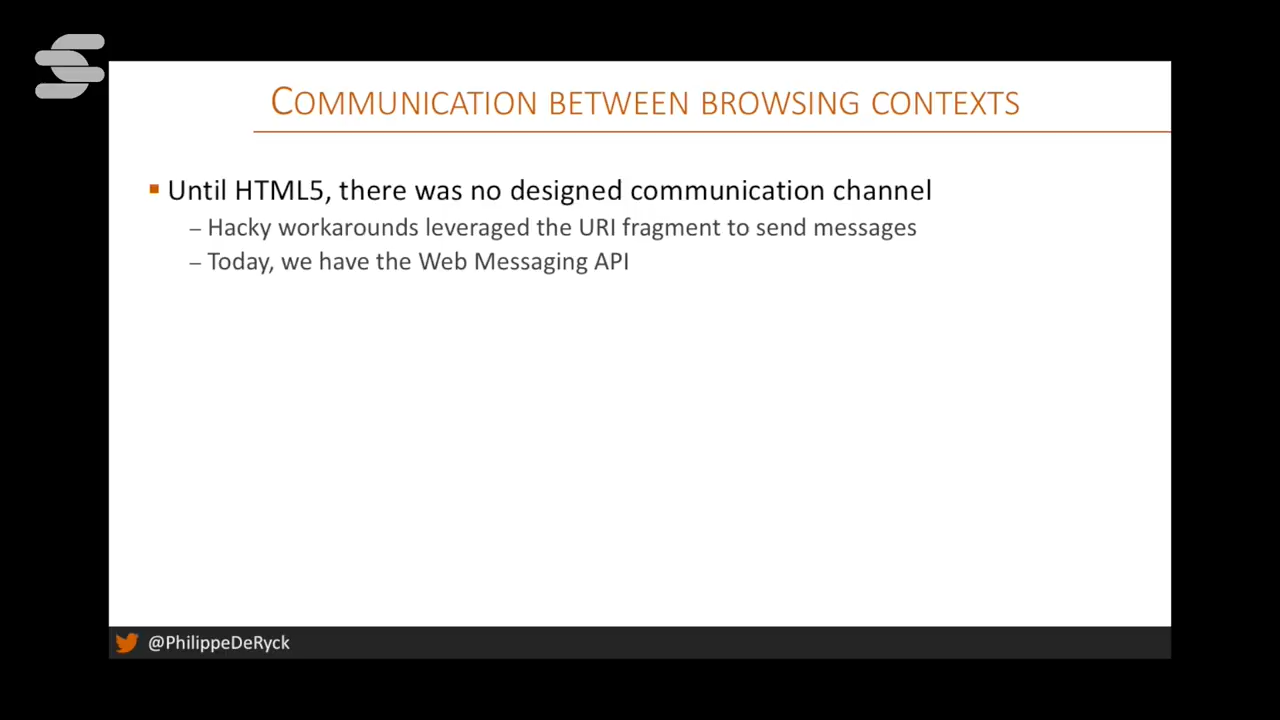 COMMUNICATION BETWEEN BROWSING CONTEXTS
▪ Until HTML5, there was no designed communication channel
– Hacky workarounds leveraged the URI fragment to send messages
– Today, we have the Web Messaging API
@PhilippeDeRyck